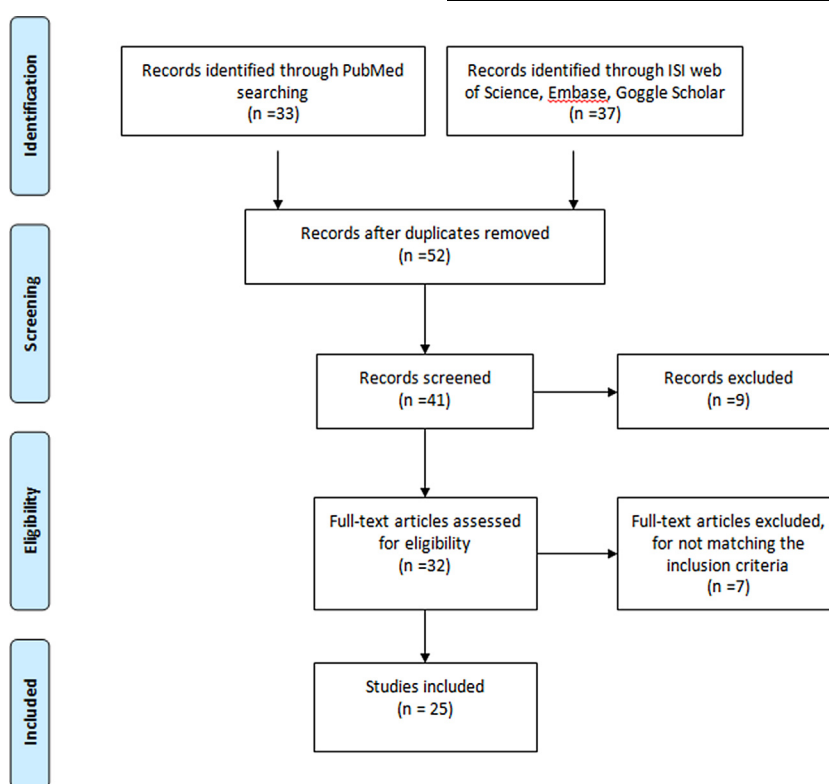 Identification
Records identified through PubMed
searching
(n =33)
Records identified through ISI web
of Science, Embase, Goggle Scholar
(n =37)
Records after duplicates removed
(n =52)
Screening
Records screened
(n =41)
Records excluded
(n =9)
Eligibility
Full-text articles assessed
for eligibility
(n =32)
Full-text articles excluded,
for not matching the
inclusion criteria
(n =7)
Included
Studies included
(n = 25)